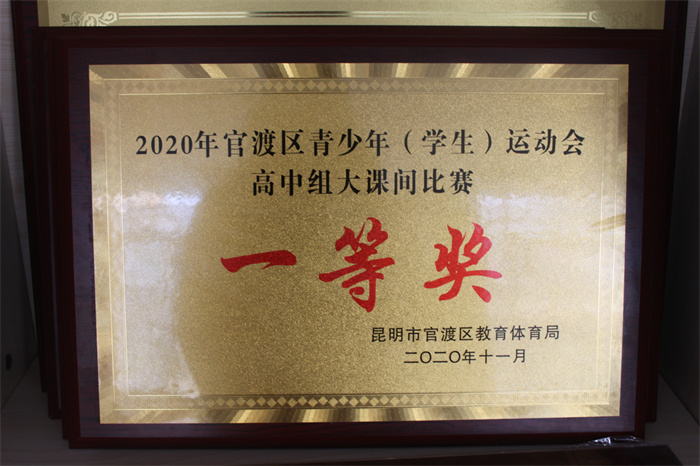 2020年官渡区青少年（学生）运动会
高中组大课间比赛
一等奖
昆明市官渡区教育体育局
二〇二〇年十一月